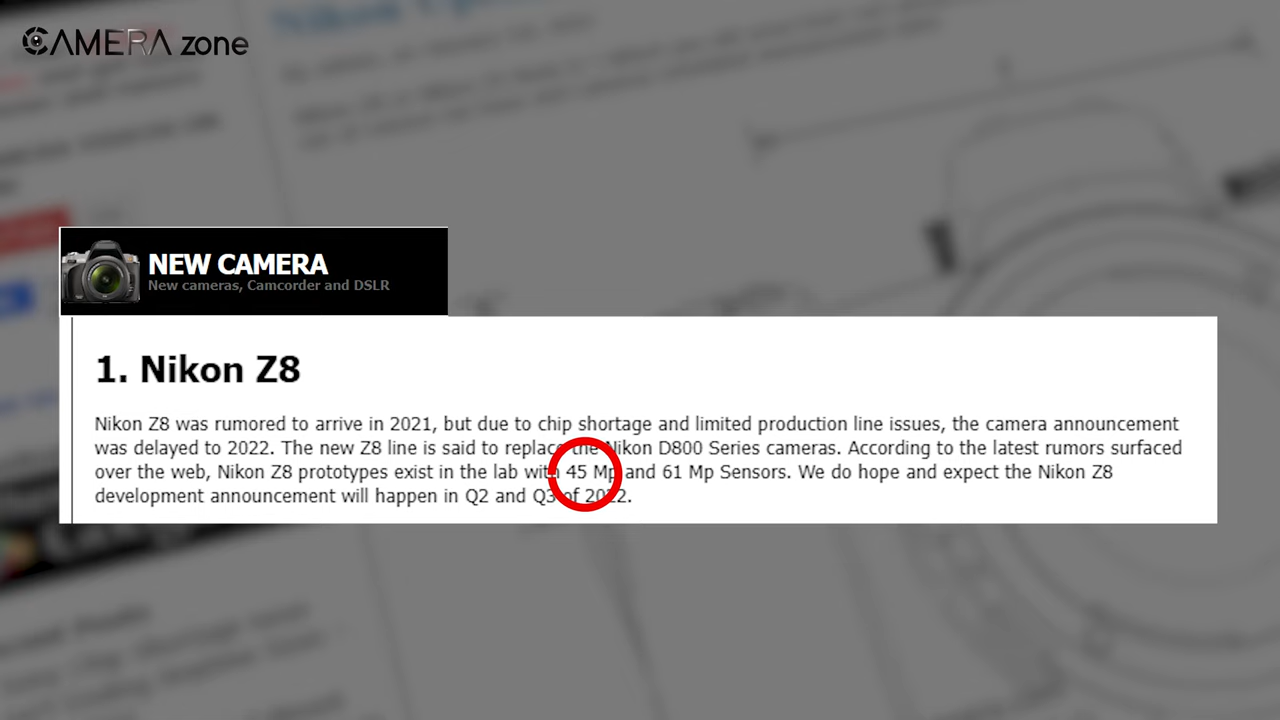 CAMERA zone
NEW CAMERA
New cameras, Camcorder and DSLR
1. Nikon Z8
Nikon Z8 was rumored to arrive in 2021, but due to chip shortage and limited production line issues, the camera announcement
was delayed to 2022. The new Z8 line is said to replace the Nikon D800 Series cameras. According to the latest rumors surfaced
over the web, Nikon Z8 prototypes exist in the lab with 45 Mp and 61 Mp Sensors. We do hope and expect the Nikon Z8
development announcement will happen in Q2 and Q3 of 2022.